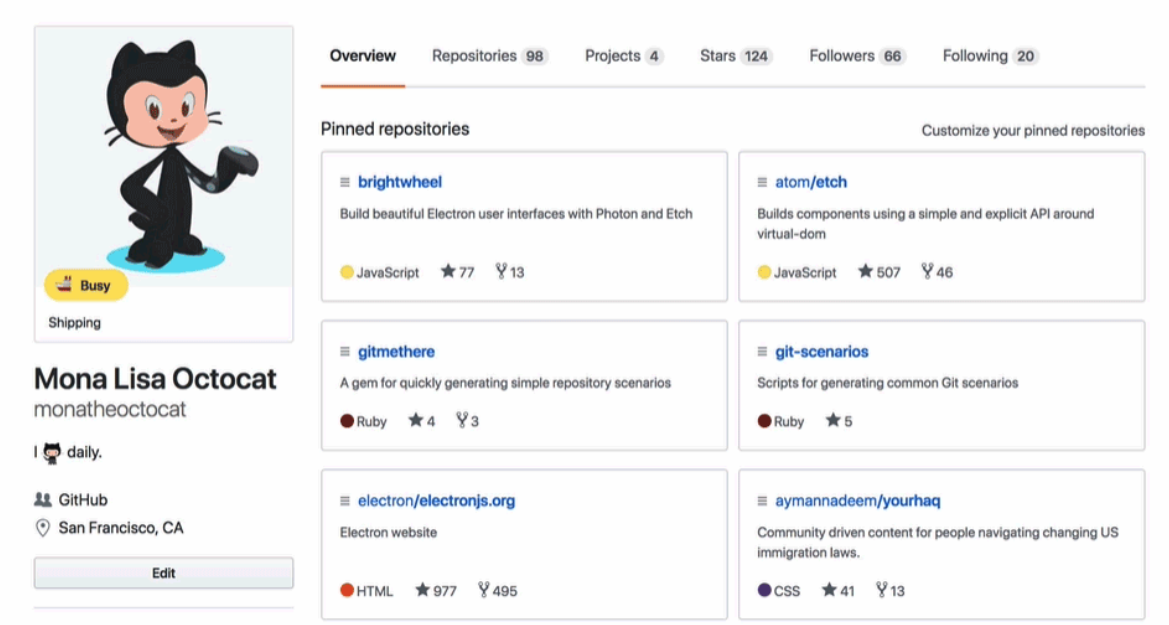 Busy
Shipping
Mona Lisa Octocat
monatheoctocat
I daily.
GitHub
San Francisco, CA
Edit
Overview Repositories 98 Projects 4 Stars 124 Followers 66 Following 20
Pinned repositories
Customize your pinned repositories
brightwheel
Build beautiful Electron user interfaces with Photon and Etch
JavaScript 77 13
atom/etch
Builds components using a simple and explicit API around
virtual-dom
JavaScript 507 46
gitmethere
A gem for quickly generating simple repository scenarios
Ruby 4 3
git-scenarios
Scripts for generating common Git scenarios
Ruby 5
electron/electronjs.org
Electron website
HTML 977 495
aymannadeem/yourhaq
Community driven content for people navigating changing US
immigration laws.
CSS 41 13